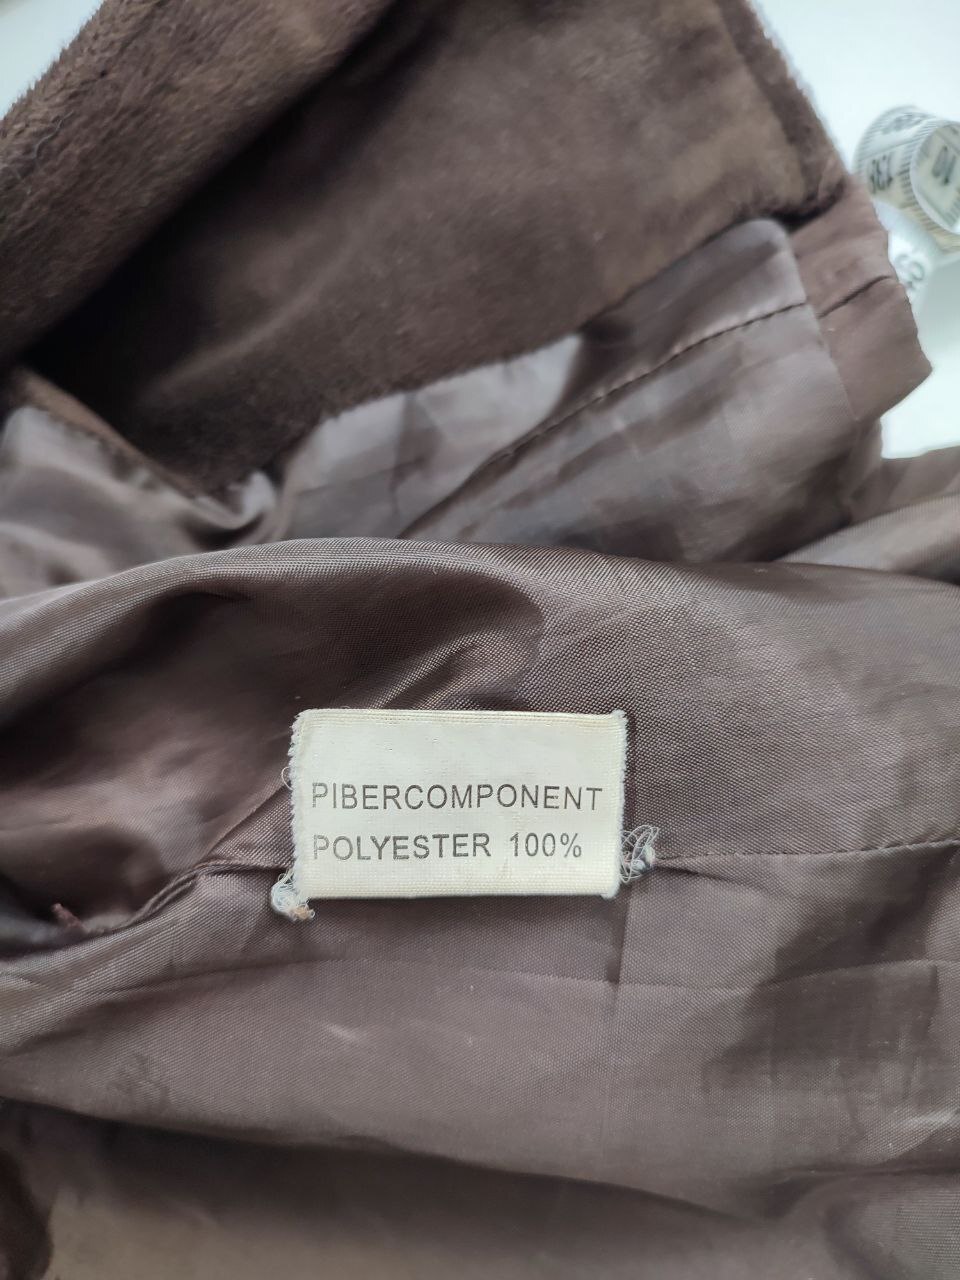 PIBERCOMPONENT
POLYESTER 100%